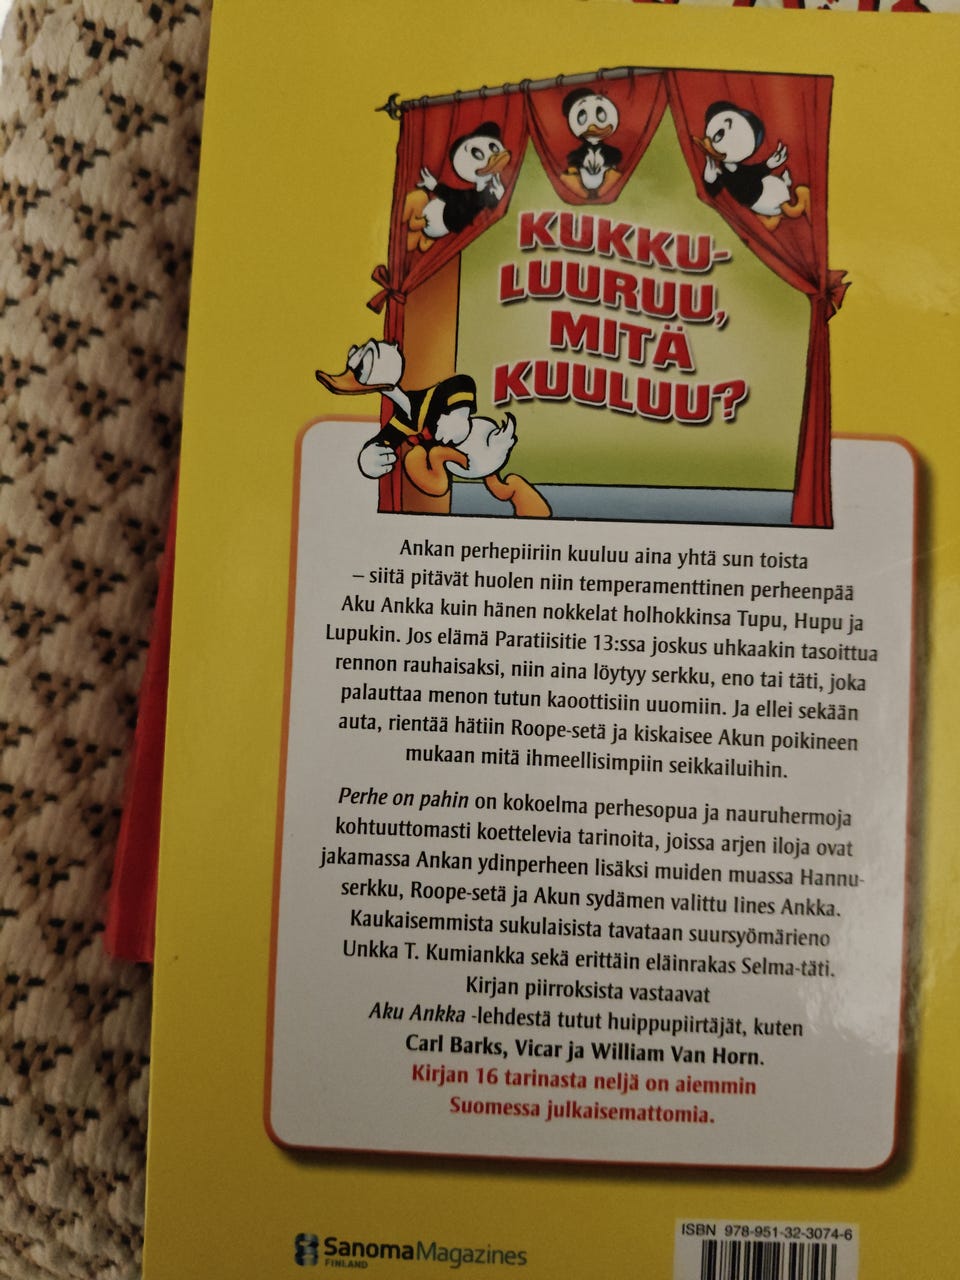 KUKKU-
LUURUU,
MITÄ
KUULUU?
Ankan perhepiiriin kuuluu aina yhtä sun toista
– siitä pitävät huolen niin temperamenttinen perheenpää
Aku Ankka kuin hänen nokkelat holhokkinsa Tupu, Hupu ja
Lupukin. Jos elämä Paratiisitie 13:ssa joskus uhkaakin tasoittua
rennon rauhaisaksi, niin aina löytyy serkku, eno tai täti, joka
palauttaa menon tutun kaoottisiin uuomiin. Ja ellei sekään
auta, rientää hätiin Roope-setä ja kiskaisee Akun poikineen
mukaan mitä ihmeellisimpiin seikkailuihin.
Perhe on pahin on kokoelma perhesopua ja nauruhermoja
kohtuuttomasti koettelevia tarinoita, joissa arjen iloja ovat
jakamassa Ankan ydinperheen lisäksi muiden muassa Hannu-
serkku, Roope-setä ja Akun sydämen valittu Iines Ankka.
Kaukaisemmista sukulaisista tavataan suursyömärieno
Unkka T. Kumiankka sekä erittäin eläinrakas Selma-täti.
Kirjan piirroksista vastaavat
Aku Ankka -lehdestä tutut huippupiirtäjät, kuten
Carl Barks, Vicar ja William Van Horn.
Kirjan 16 tarinasta neljä on aiemmin
Suomessa julkaisemattomia.
SanomaMagazines
FINLAND
ISBN 978-951-32-3074-6